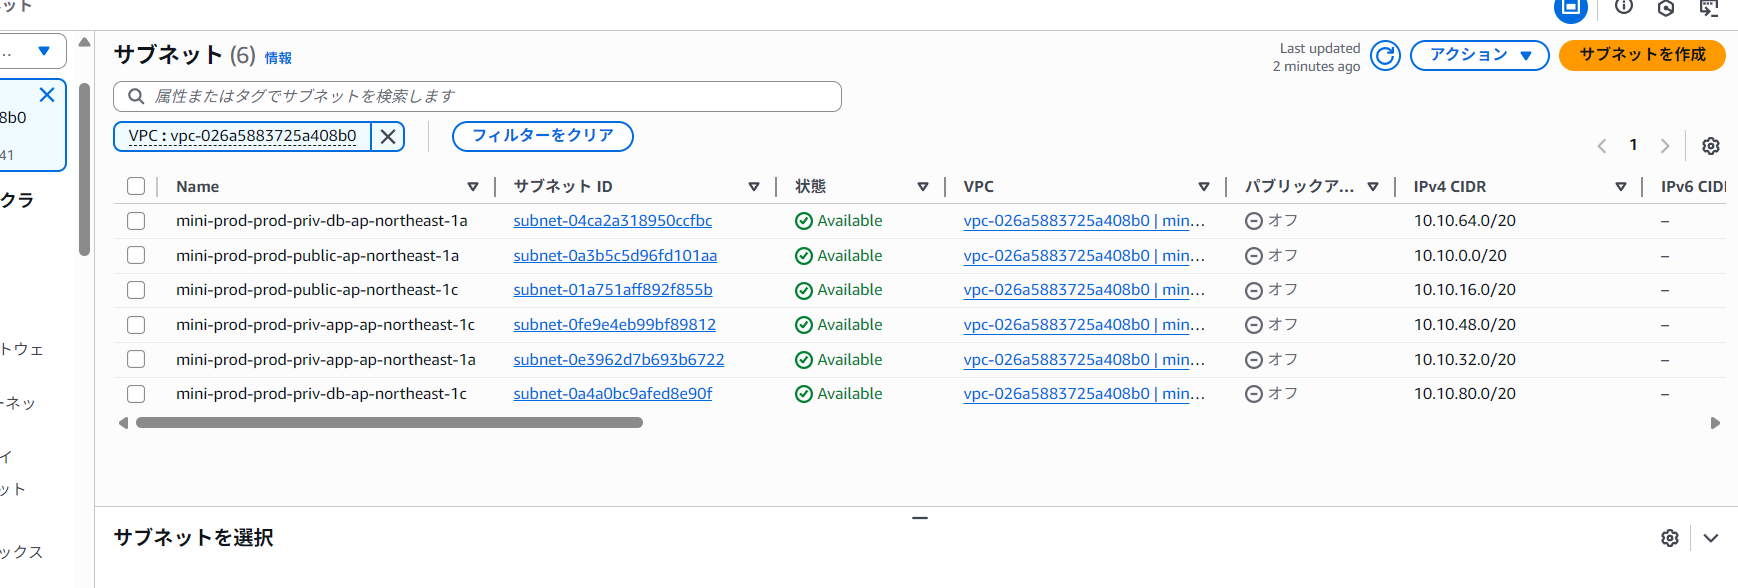 ネット
サブネット (6) 情報
Last updated
2 minutes ago
アクション
サブネットを作成
...
8b0
41
クラ
トウェ
ーネッ
イ
ット
ックス
属性またはタグでサブネットを検索します
VPC : vpc-026a5883725a408b0
フィルターをクリア
1
Name サブネット ID 状態 VPC パブリックア... IPv4 CIDR IPv6 CID
mini-prod-prod-priv-db-ap-northeast-1a subnet-04ca2a318950ccfbc Available vpc-026a5883725a408b0 | min... オフ 10.10.64.0/20 –
mini-prod-prod-public-ap-northeast-1a subnet-0a3b5c5d96fd101aa Available vpc-026a5883725a408b0 | min... オフ 10.10.0.0/20 –
mini-prod-prod-public-ap-northeast-1c subnet-01a751aff892f855b Available vpc-026a5883725a408b0 | min... オフ 10.10.16.0/20 –
mini-prod-prod-priv-app-ap-northeast-1c subnet-0fe9e4eb99bf89812 Available vpc-026a5883725a408b0 | min... オフ 10.10.48.0/20 –
mini-prod-prod-priv-app-ap-northeast-1a subnet-0e3962d7b693b6722 Available vpc-026a5883725a408b0 | min... オフ 10.10.32.0/20 –
mini-prod-prod-priv-db-ap-northeast-1c subnet-0a4a0bc9afed8e90f Available vpc-026a5883725a408b0 | min... オフ 10.10.80.0/20 –
サブネットを選択